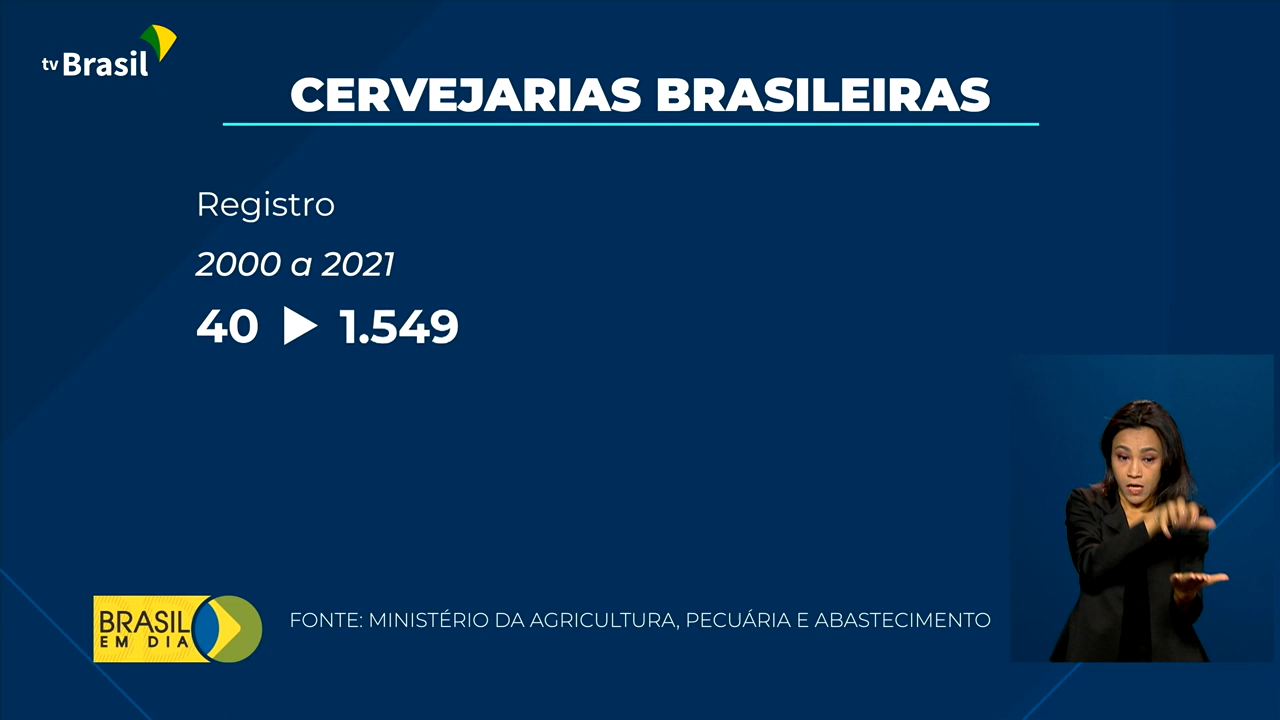 tv Brasil
CERVEJARIAS BRASILEIRAS
Registro
2000 a 2021
40 ▶ 1.549
BRASIL
EM DIA
FONTE: MINISTÉRIO DA AGRICULTURA, PECUÁRIA E ABASTECIMENTO